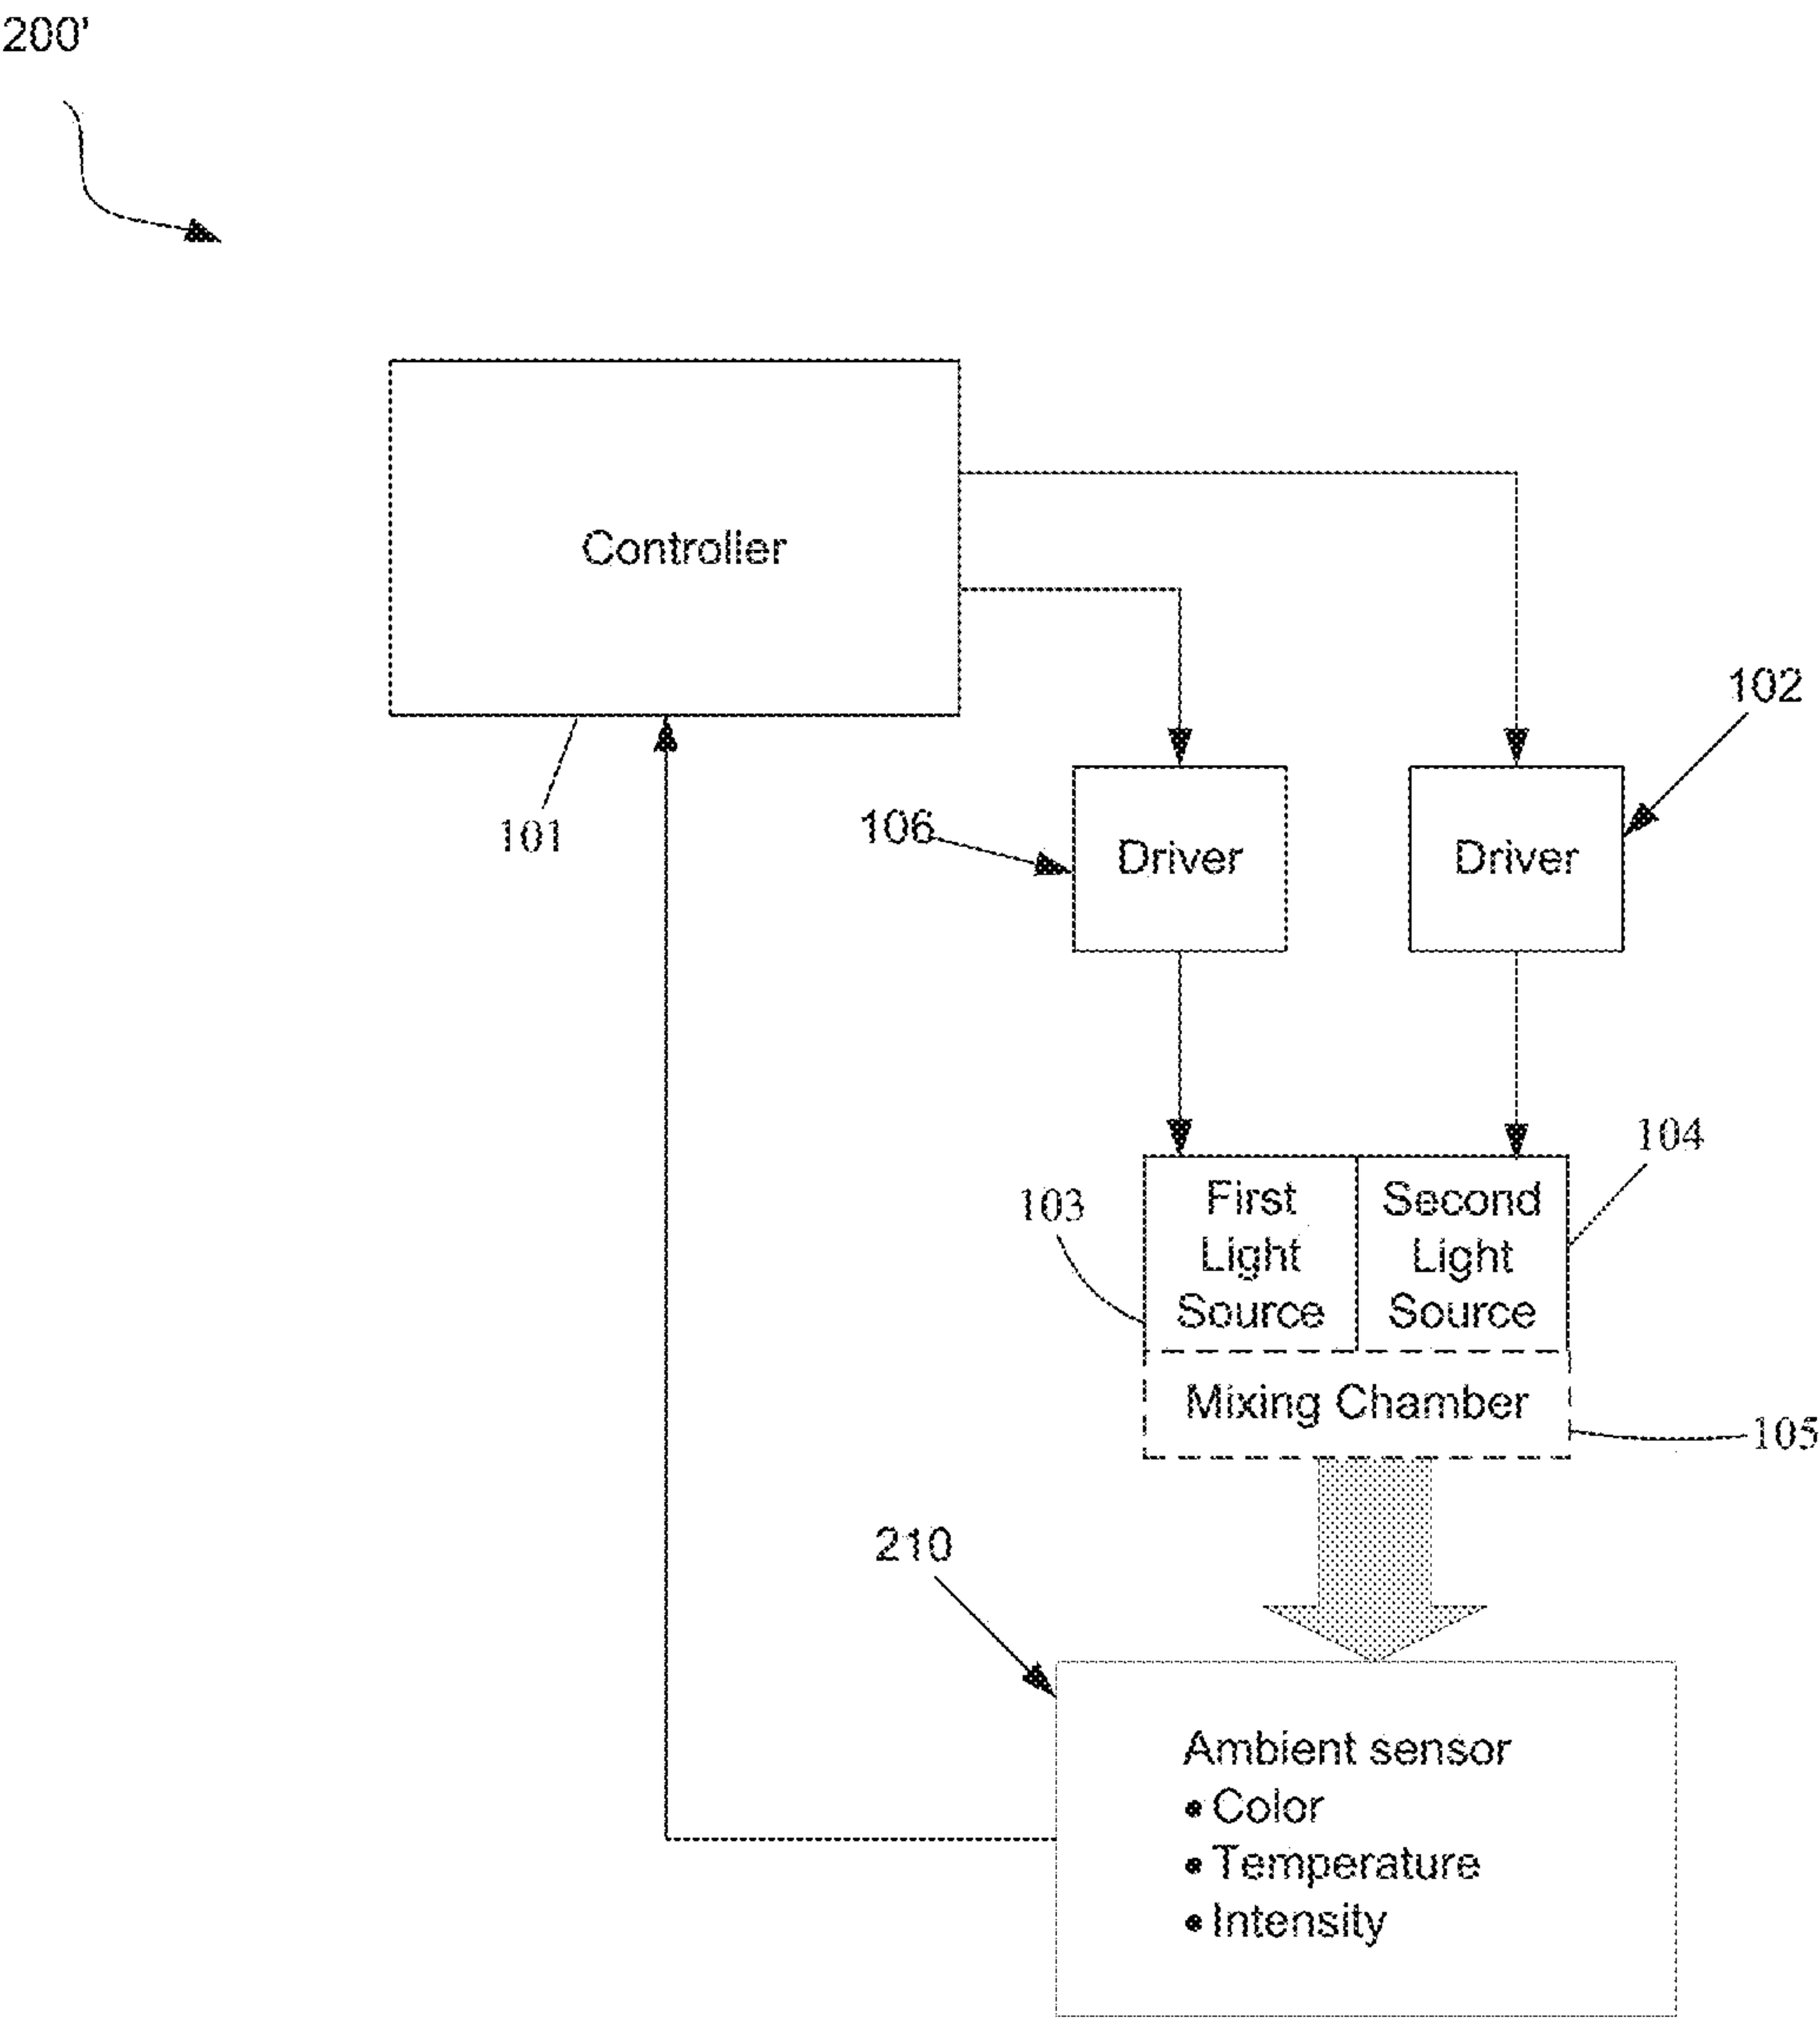 200'
Controller
102
101
106
Driver
Driver
104
103
First
Light
Source
Second
Light
Source
Mixing Chamber
105
210
Ambient sensor
• Color
• Temperature
• Intensity